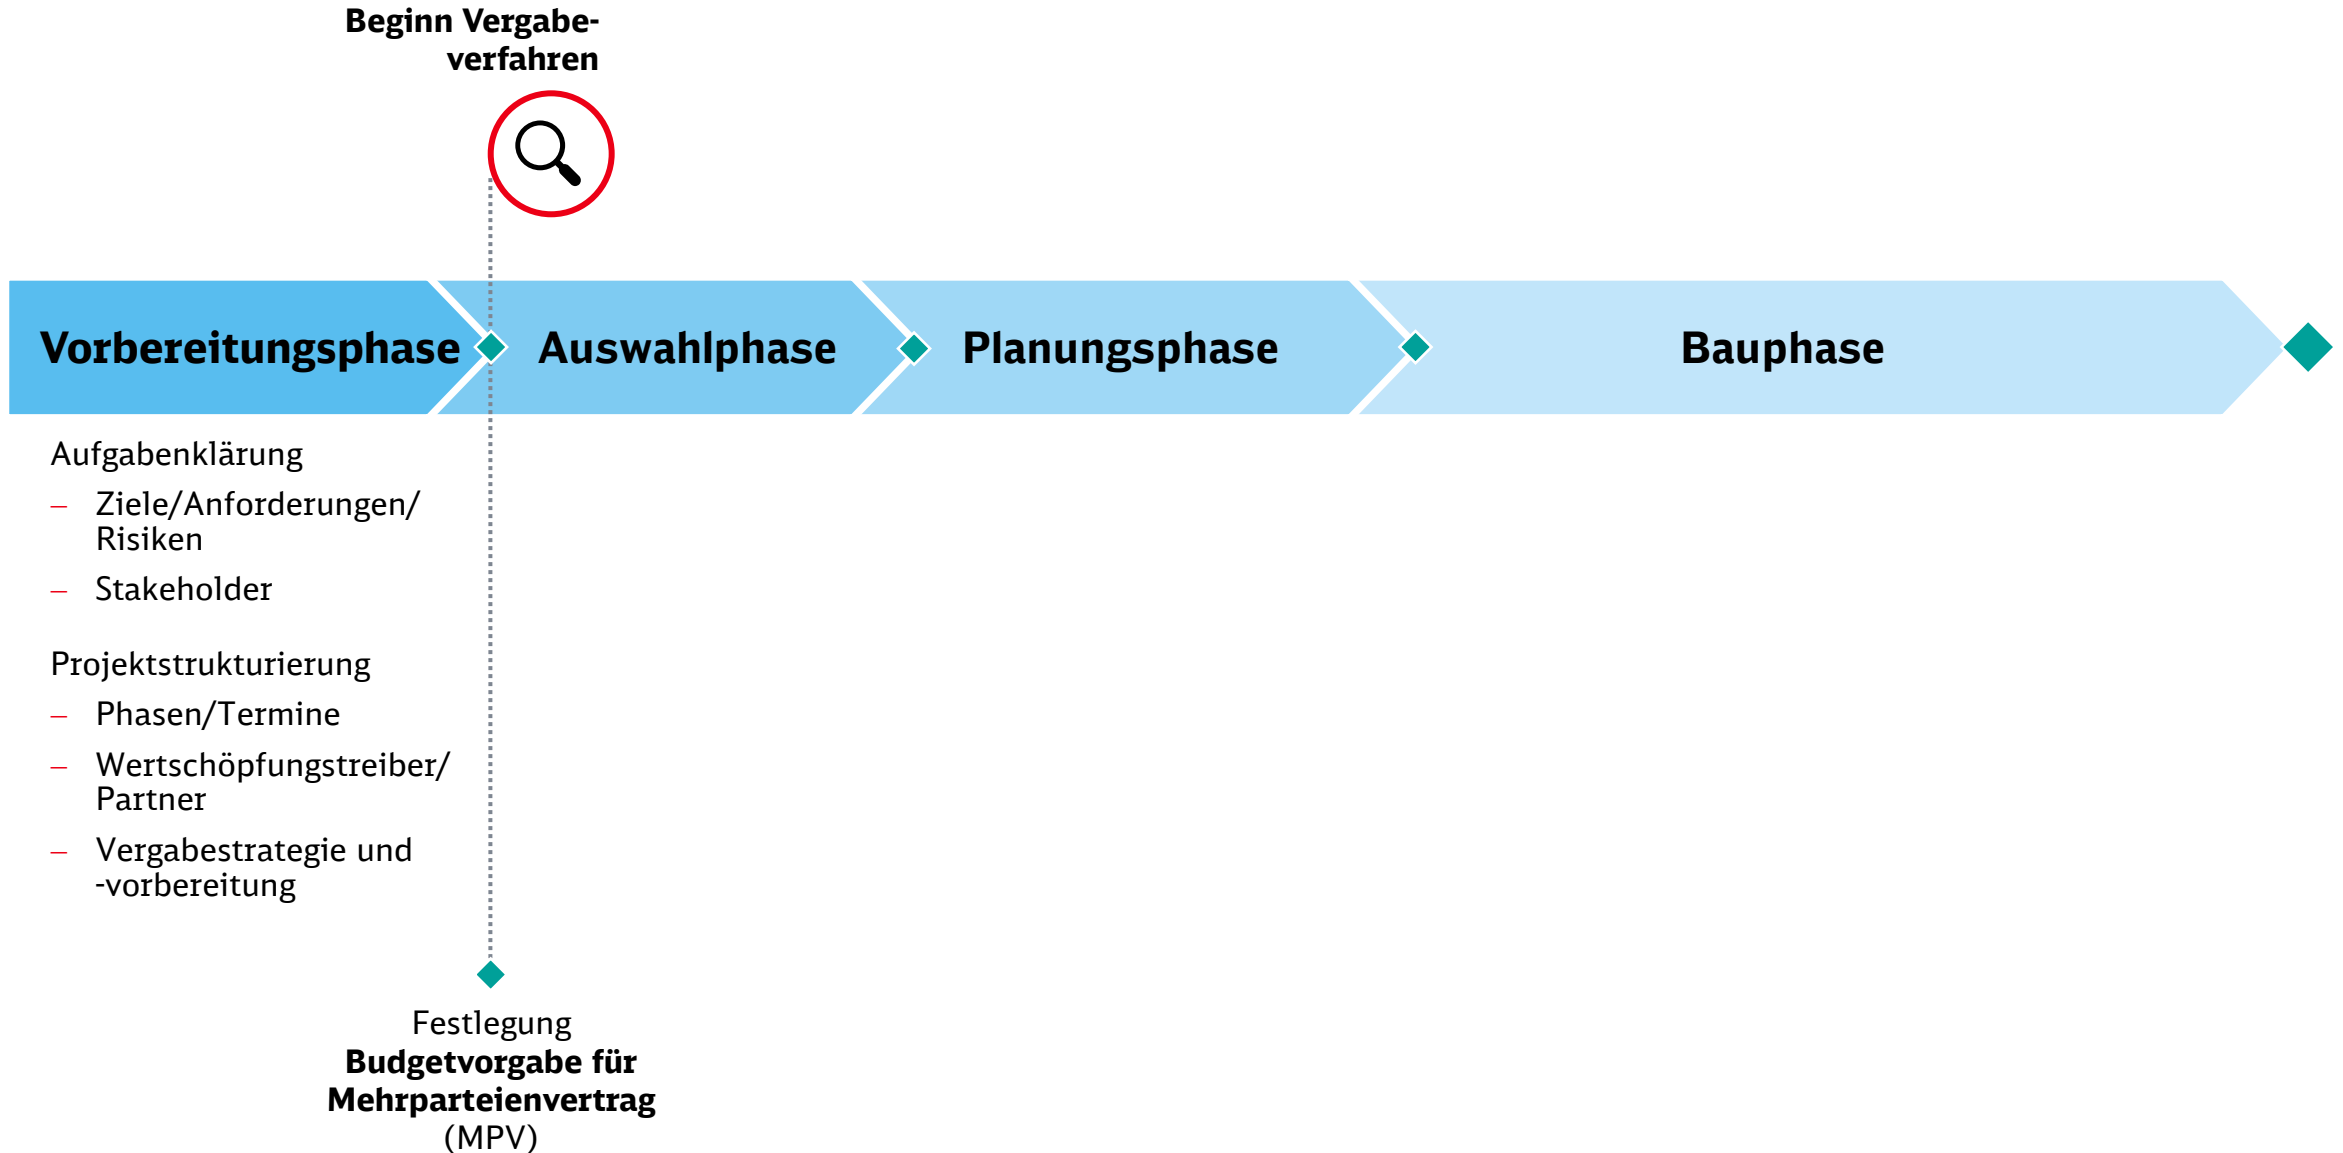 Beginn Vergabe-
verfahren
Vorbereitungsphase
Auswahlphase
Planungsphase
Bauphase
Aufgabenklärung
– Ziele/Anforderungen/
Risiken
– Stakeholder
Projektstrukturierung
– Phasen/Termine
– Wertschöpfungstreiber/
Partner
– Vergabestrategie und
-vorbereitung
Festlegung
Budgetvorgabe für
Mehrparteienvertrag
(MPV)